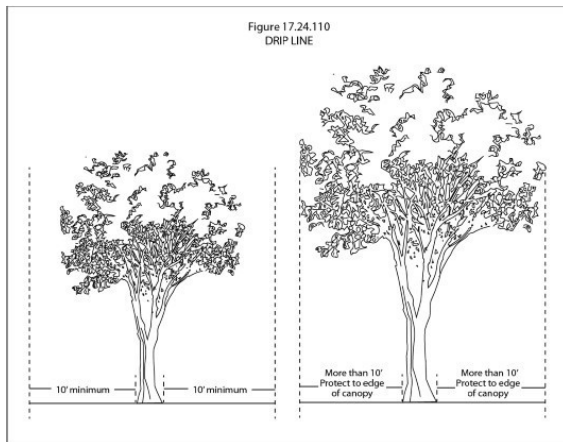 Figure 17.24.110
DRIP LINE
10' minimum
10' minimum
More than 10'
Protect to edge
of canopy
More than 10'
Protect to edge
of canopy